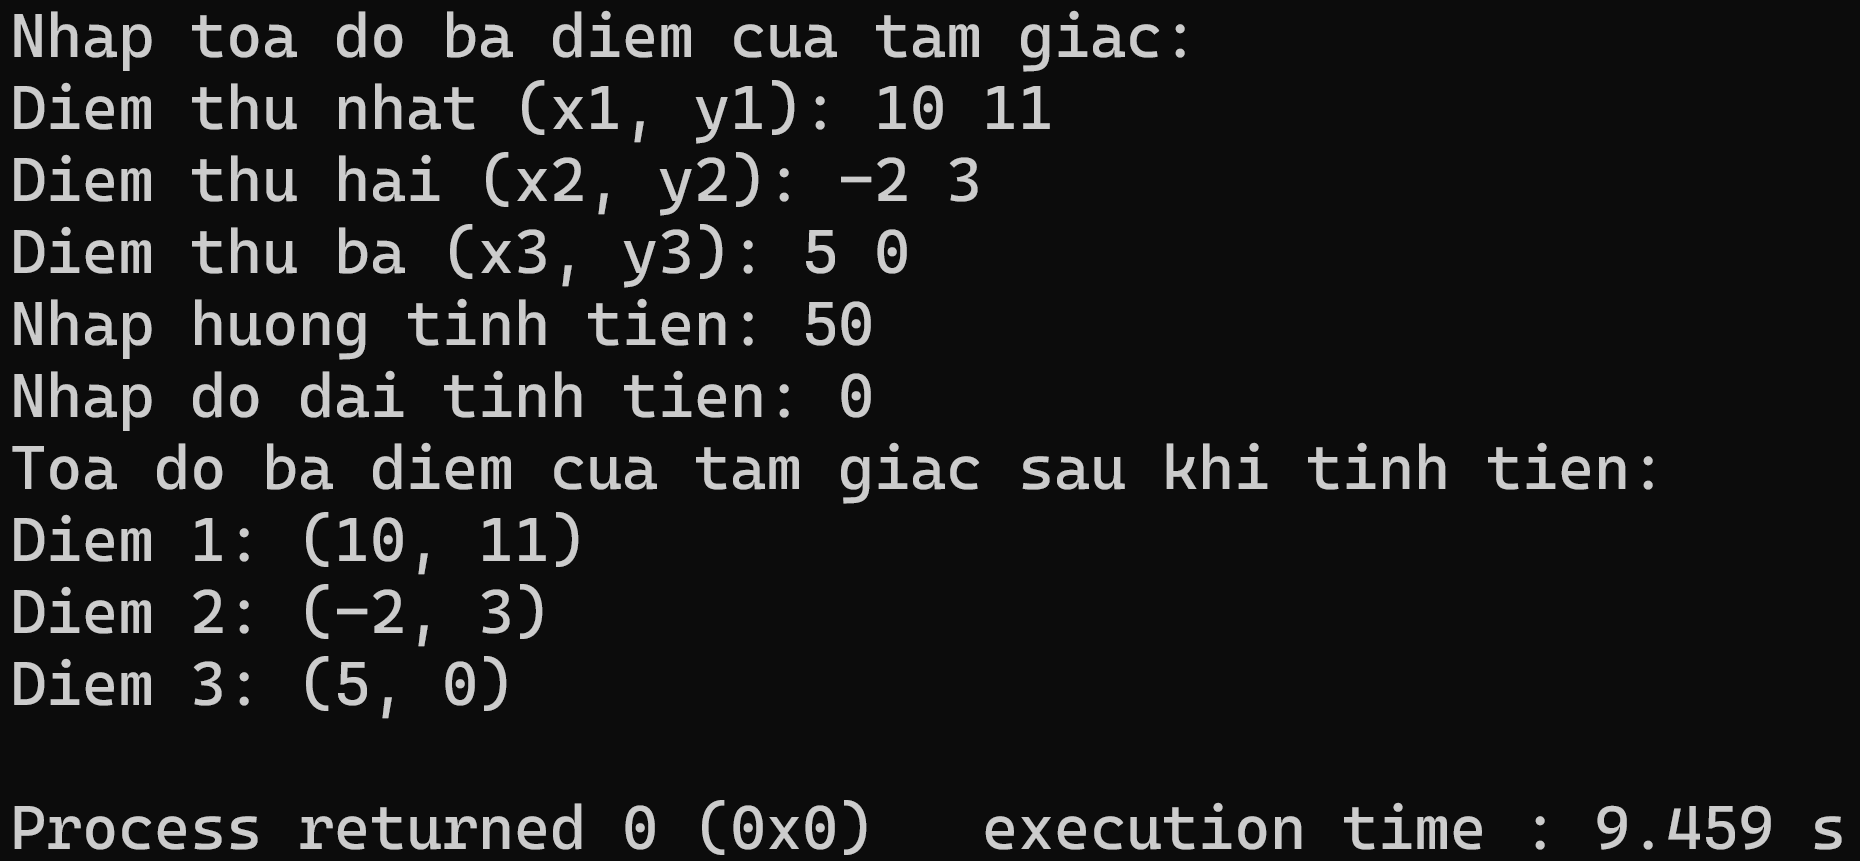 Nhap toa do ba diem cua tam giac:
Diem thu nhat (x1, y1): 10 11
Diem thu hai (x2, y2): -2 3
Diem thu ba (x3, y3): 5 0
Nhap huong tinh tien: 50
Nhap do dai tinh tien: 0
Toa do ba diem cua tam giac sau khi tinh tien:
Diem 1: (10, 11)
Diem 2: (-2, 3)
Diem 3: (5, 0)
Process returned 0 (0x0)   execution time : 9.459 s